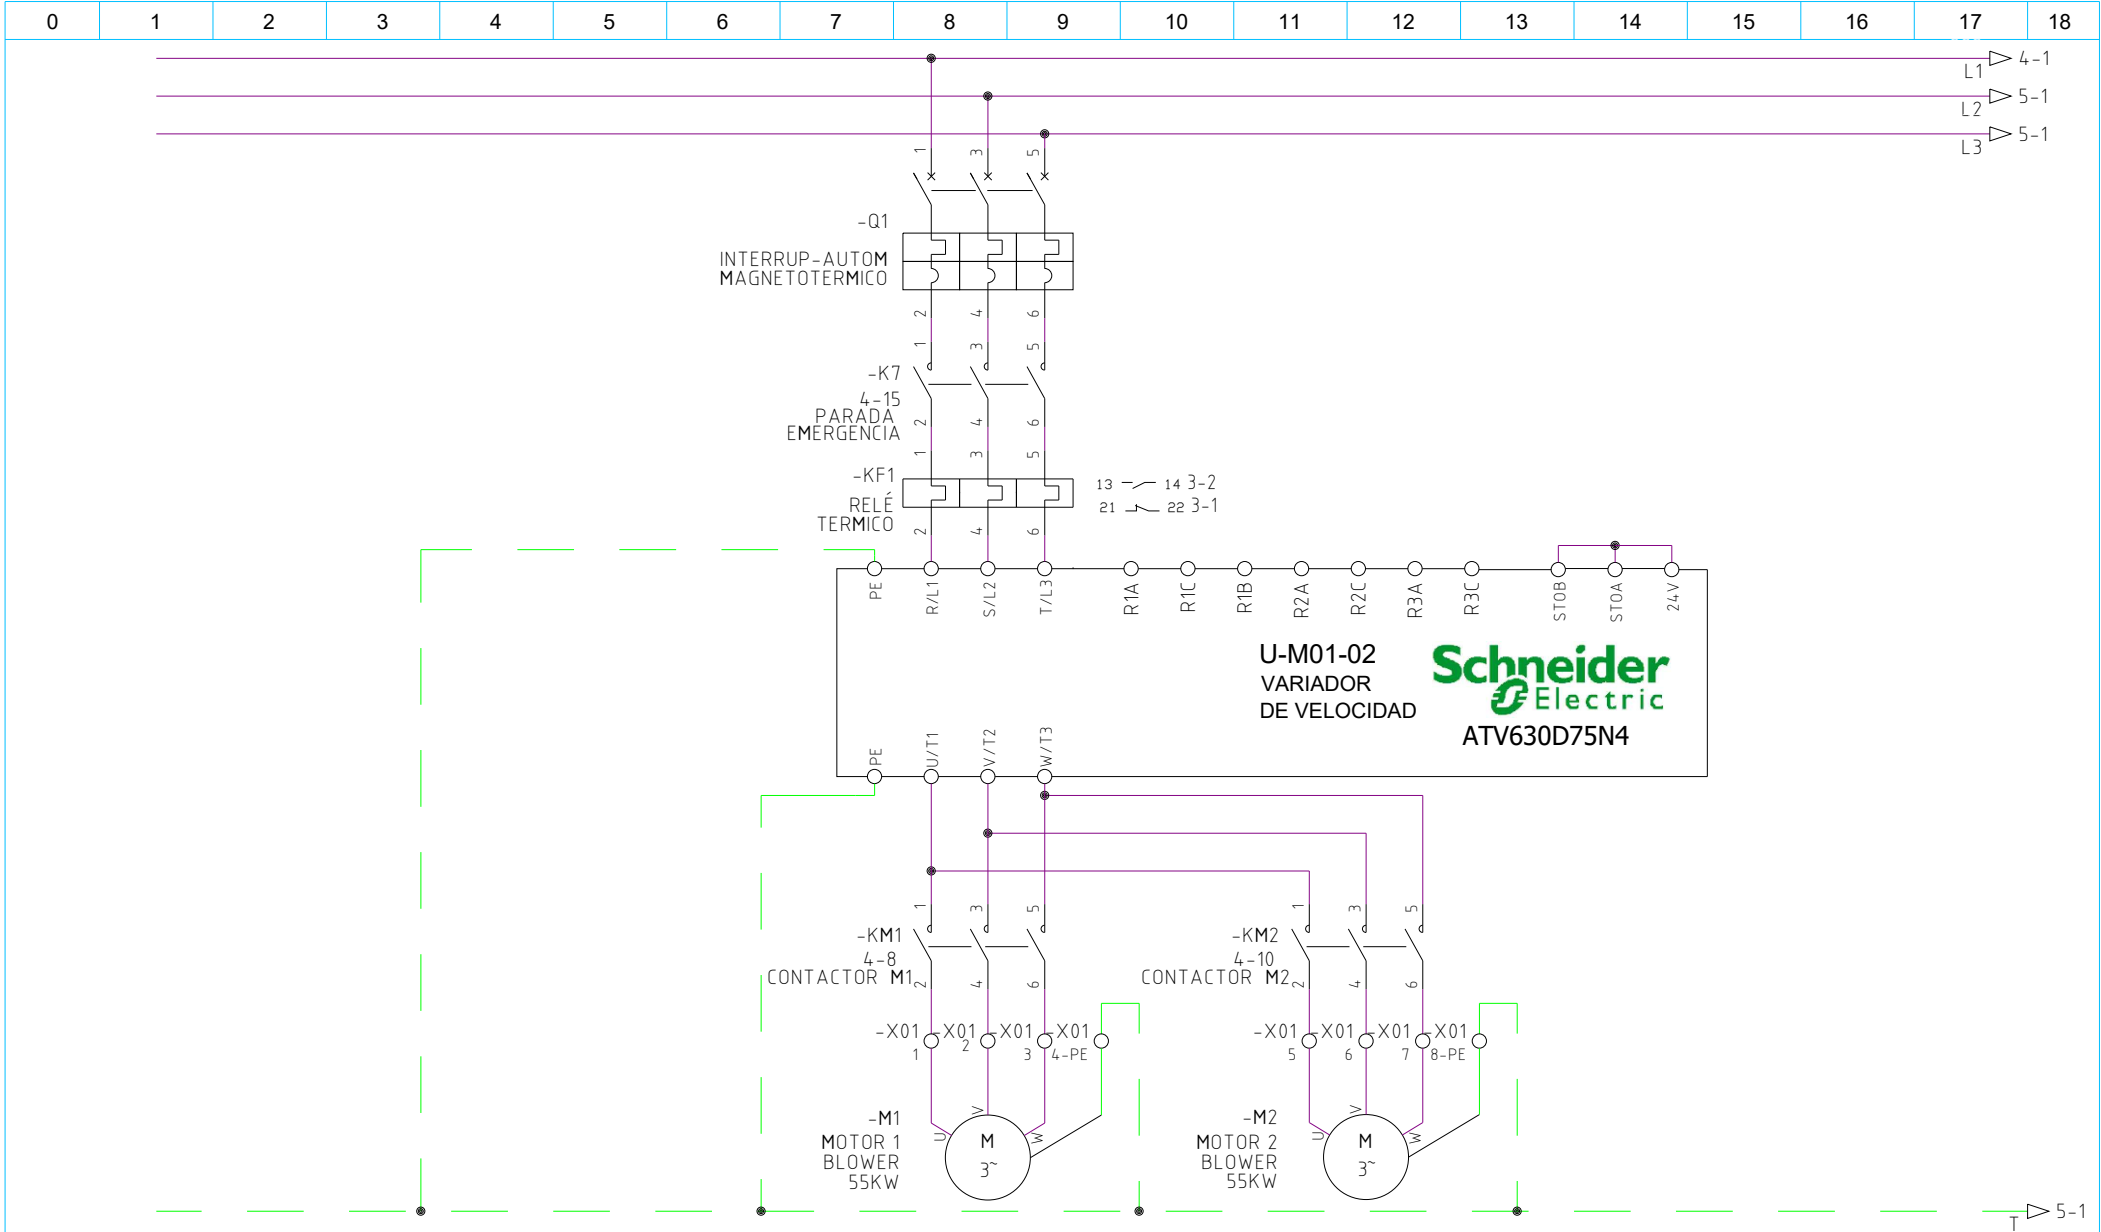 0 1 2 3 4 5 6 7 8 9 10 11 12 13 14 15 16 17 18
L1 4-1
L2 5-1
L3 5-1
1 3 5
-Q1
INTERRUP-AUTOM
MAGNETOTERMICO
2 4 6
1 3 5
-K7
4-15
PARADA
EMERGENCIA
2 4 6
1 3 5
-KF1
RELÉ
TERMICO
13 14 3-2
21 22 3-1
2 4 6
PE R/L1 S/L2 T/L3 R1A R1C R1B R2A R2C R3A R3C STOB STOA 24V
U-M01-02
VARIADOR
DE VELOCIDAD
Schneider
Electric
ATV630D75N4
PE U/T1 V/T2 W/T3
1 3 5
-KM1
4-8
CONTACTOR M1
2 4 6
1 3 5
-KM2
4-10
CONTACTOR M2
2 4 6
-X01 -X01 -X01 -X01
1 2 3 4-PE
-X01 -X01 -X01 -X01
5 6 7 8-PE
-M1
MOTOR 1
BLOWER
55KW
U V W
M
3~
-M2
MOTOR 2
BLOWER
55KW
U V W
M
3~
T 5-1